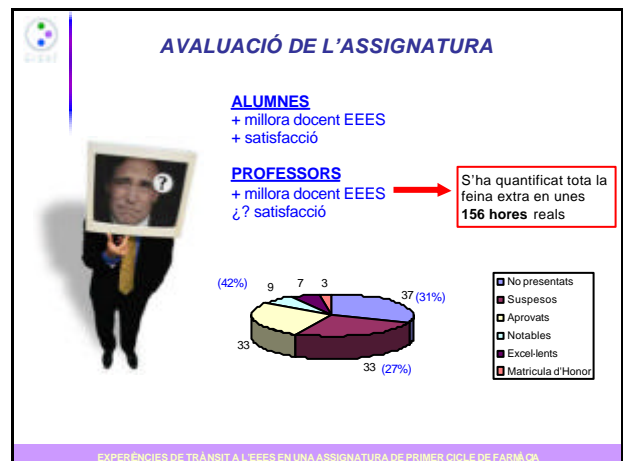 AVALUACIÓ DE L'ASSIGNATURA
ALUMNES
+ millora docent EEES
+ satisfacció
PROFESSORS
+ millora docent EEES
¿? satisfacció
S'ha quantificat tota la
feina extra en unes
156 hores reals
?
(42%)
9
7
3
37 (31%)
33
33 (27%)
No presentats
Suspesos
Aprovats
Notables
Excel·lents
Matricula d'Honor
EXPERÈNCIES DE TRÀNSIT A L'EEES EN UNA ASSIGNATURA DE PRIMER CICLE DE FARMÀCIA